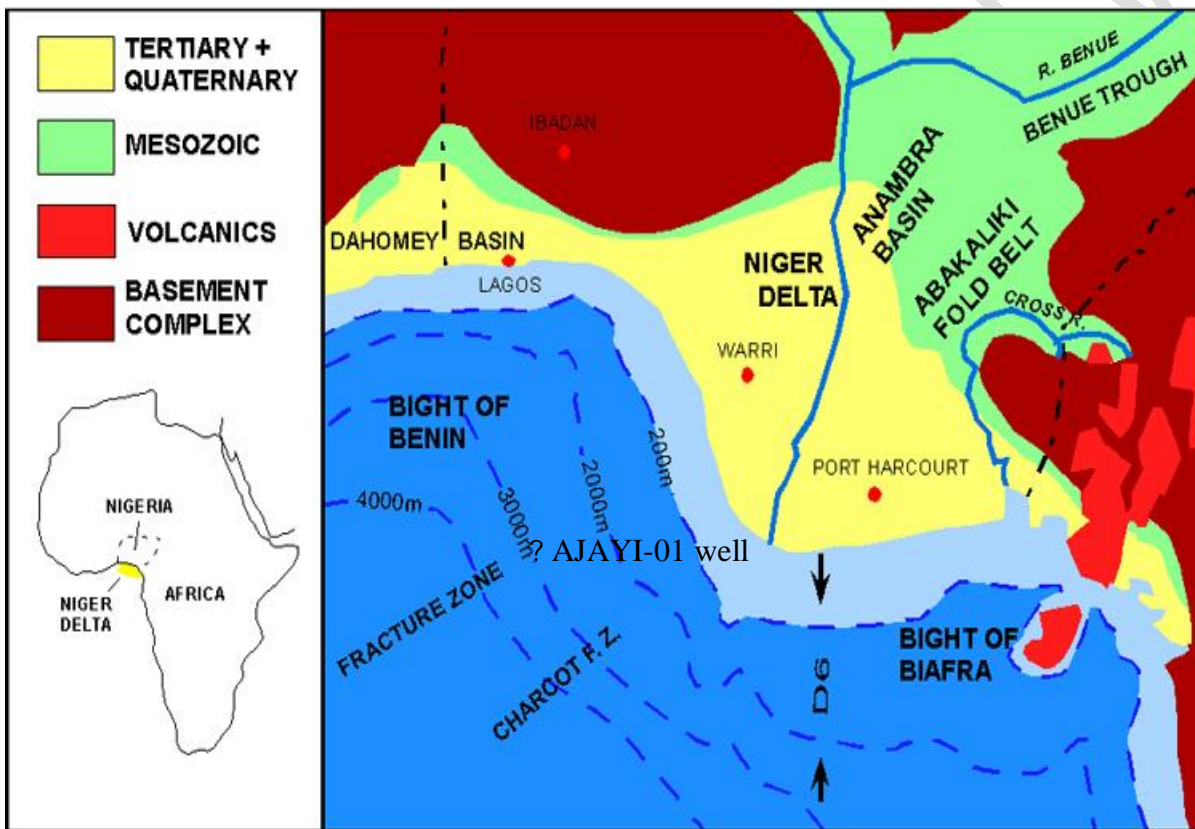 TERTIARY +
QUATERNARY
MESOZOIC
VOLCANICS
BASEMENT
COMPLEX
NIGERIA
AFRICA
NIGER
DELTA
R. BENUE
BENUE TROUGH
IBADAN
ANAMBRA
BASIN
ABAKALIKI
FOLD BELT
DAHOMEY BASIN
LAGOS
NIGER
DELTA
CROSS R.
WARRI
BIGHT OF
BENIN
PORT HARCOURT
200m
2000m
3000m
4000m
? AJAYI-01 well
FRACTURE ZONE
CHARCOT F. Z.
D6
BIGHT OF
BIAFRA